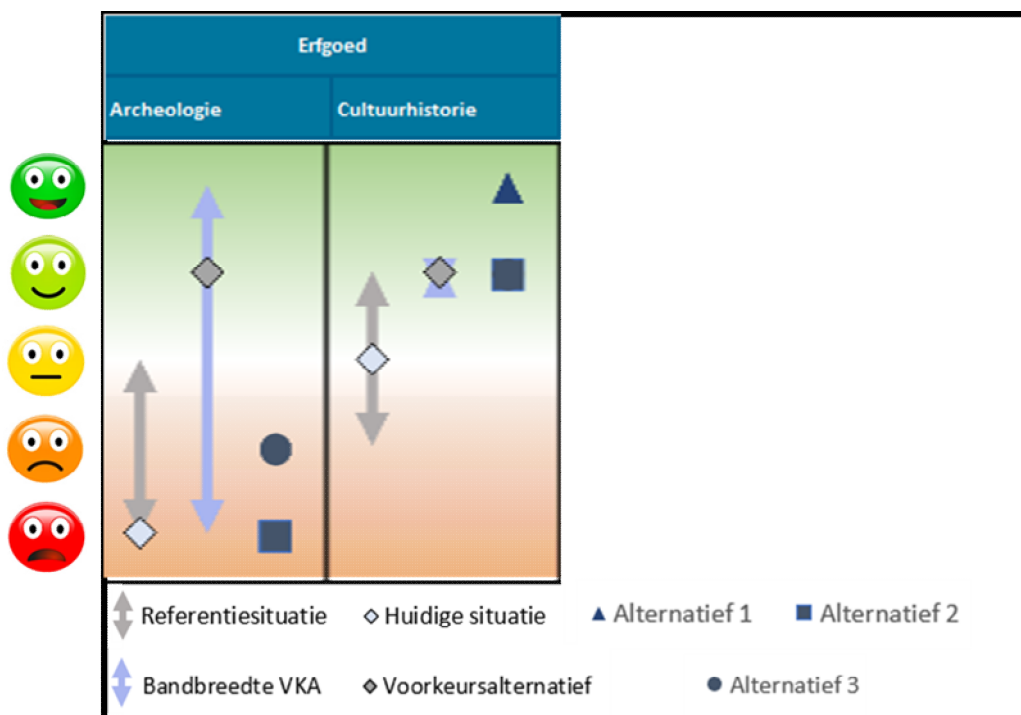 Erfgoed
Archeologie Cultuurhistorie
Referentiesituatie Huidige situatie Alternatief 1 Alternatief 2
Bandbreedte VKA Voorkeursalternatief Alternatief 3